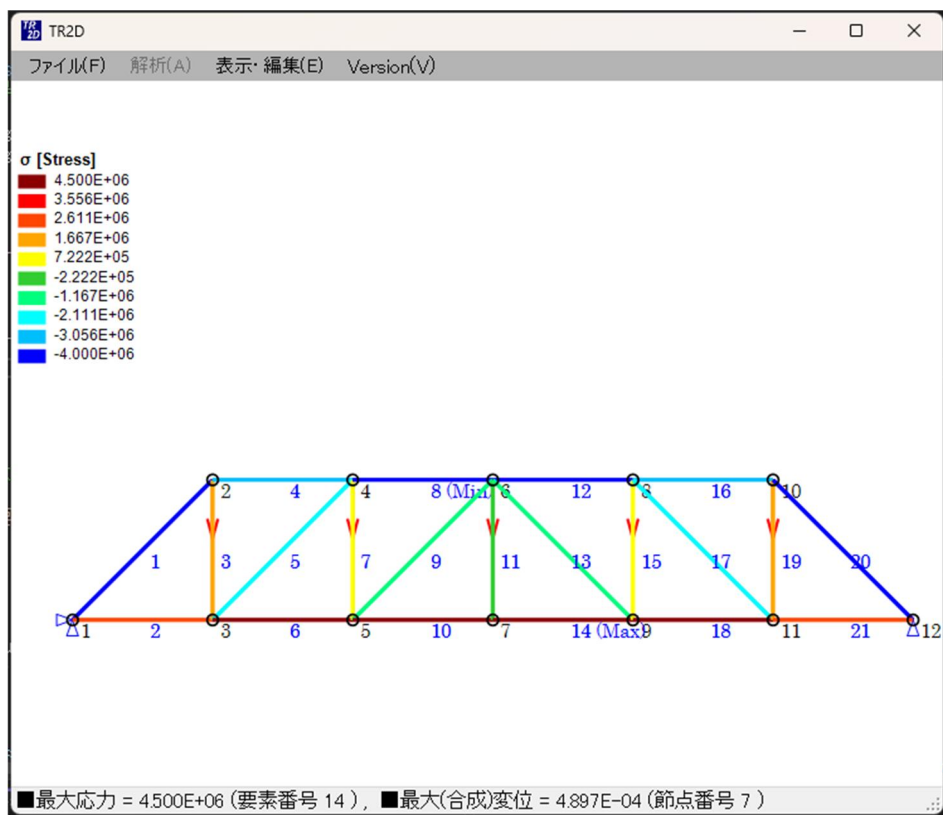 TR2D
ファイル(F) 解析(A) 表示・編集(E) Version(V)
σ [Stress]
4.500E+06
3.556E+06
2.611E+06
1.667E+06
7.222E+05
-2.222E+05
-1.167E+06
-2.111E+06
-3.056E+06
-4.000E+06
2 4 4 8 (Min) 6 12 8 16 10
1 3 5 7 9 11 13 15 17 19 20
1 2 3 6 5 10 7 14 (Max) 9 18 11 21 12
■最大応力 = 4.500E+06 (要素番号 14 ) , ■最大(合成)変位 = 4.897E-04 (節点番号 7 )